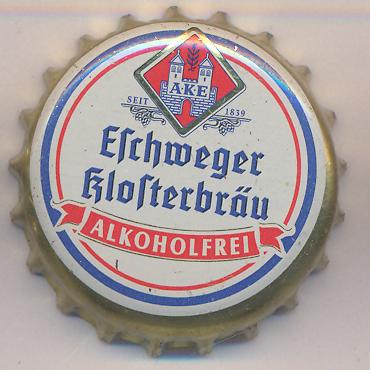 AKE
SEIT 1839
Eſchweger
Kloſterbräu
ALKOHOLFREI